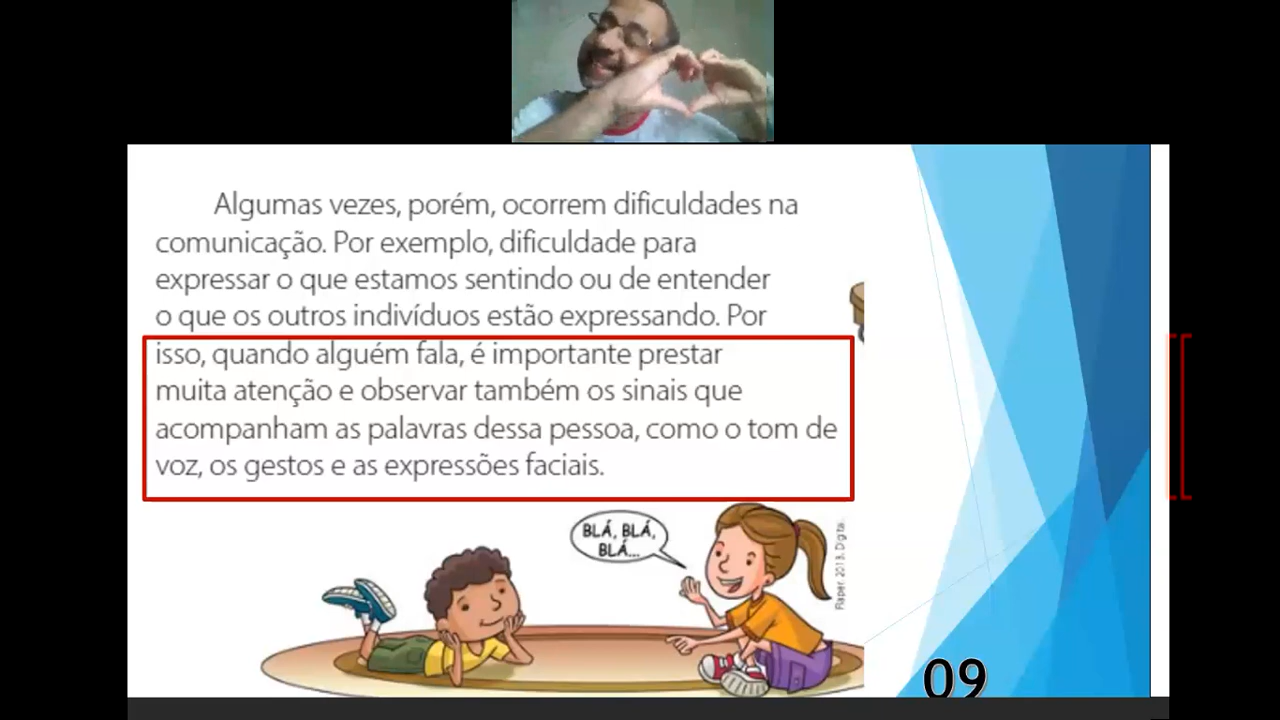 Algumas vezes, porém, ocorrem dificuldades na
comunicação. Por exemplo, dificuldade para
expressar o que estamos sentindo ou de entender
o que os outros indivíduos estão expressando. Por
isso, quando alguém fala, é importante prestar
muita atenção e observar também os sinais que
acompanham as palavras dessa pessoa, como o tom de
voz, os gestos e as expressões faciais.
BLÁ, BLÁ,
BLÁ...
2013. Digital.
09